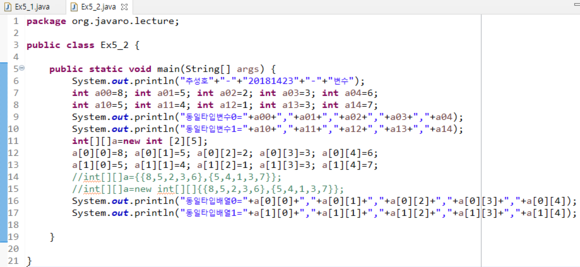 Ex5_1.java Ex5_2.java
1 package org.javaro.lecture;
2
3 public class Ex5_2 {
4
5 public static void main(String[] args) {
6 System.out.println("주성호"+"-"+"20181423"+"-"+"변수");
7 int a00=8; int a01=5; int a02=2; int a03=3; int a04=6;
8 int a10=5; int a11=4; int a12=1; int a13=3; int a14=7;
9 System.out.println("동일타입변수0="+a00+","+a01+","+a02+","+a03+","+a04);
10 System.out.println("동일타입변수1="+a10+","+a11+","+a12+","+a13+","+a14);
11 int[][]a=new int [2][5];
12 a[0][0]=8; a[0][1]=5; a[0][2]=2; a[0][3]=3; a[0][4]=6;
13 a[1][0]=5; a[1][1]=4; a[1][2]=1; a[1][3]=3; a[1][4]=7;
14 //int[][]a={{8,5,2,3,6},{5,4,1,3,7}};
15 //int[][]a=new int[][]{{8,5,2,3,6},{5,4,1,3,7}};
16 System.out.println("동일타입배열0="+a[0][0]+","+a[0][1]+","+a[0][2]+","+a[0][3]+","+a[0][4]);
17 System.out.println("동일타입배열1="+a[1][0]+","+a[1][1]+","+a[1][2]+","+a[1][3]+","+a[1][4]);
18
19 }
20
21 }